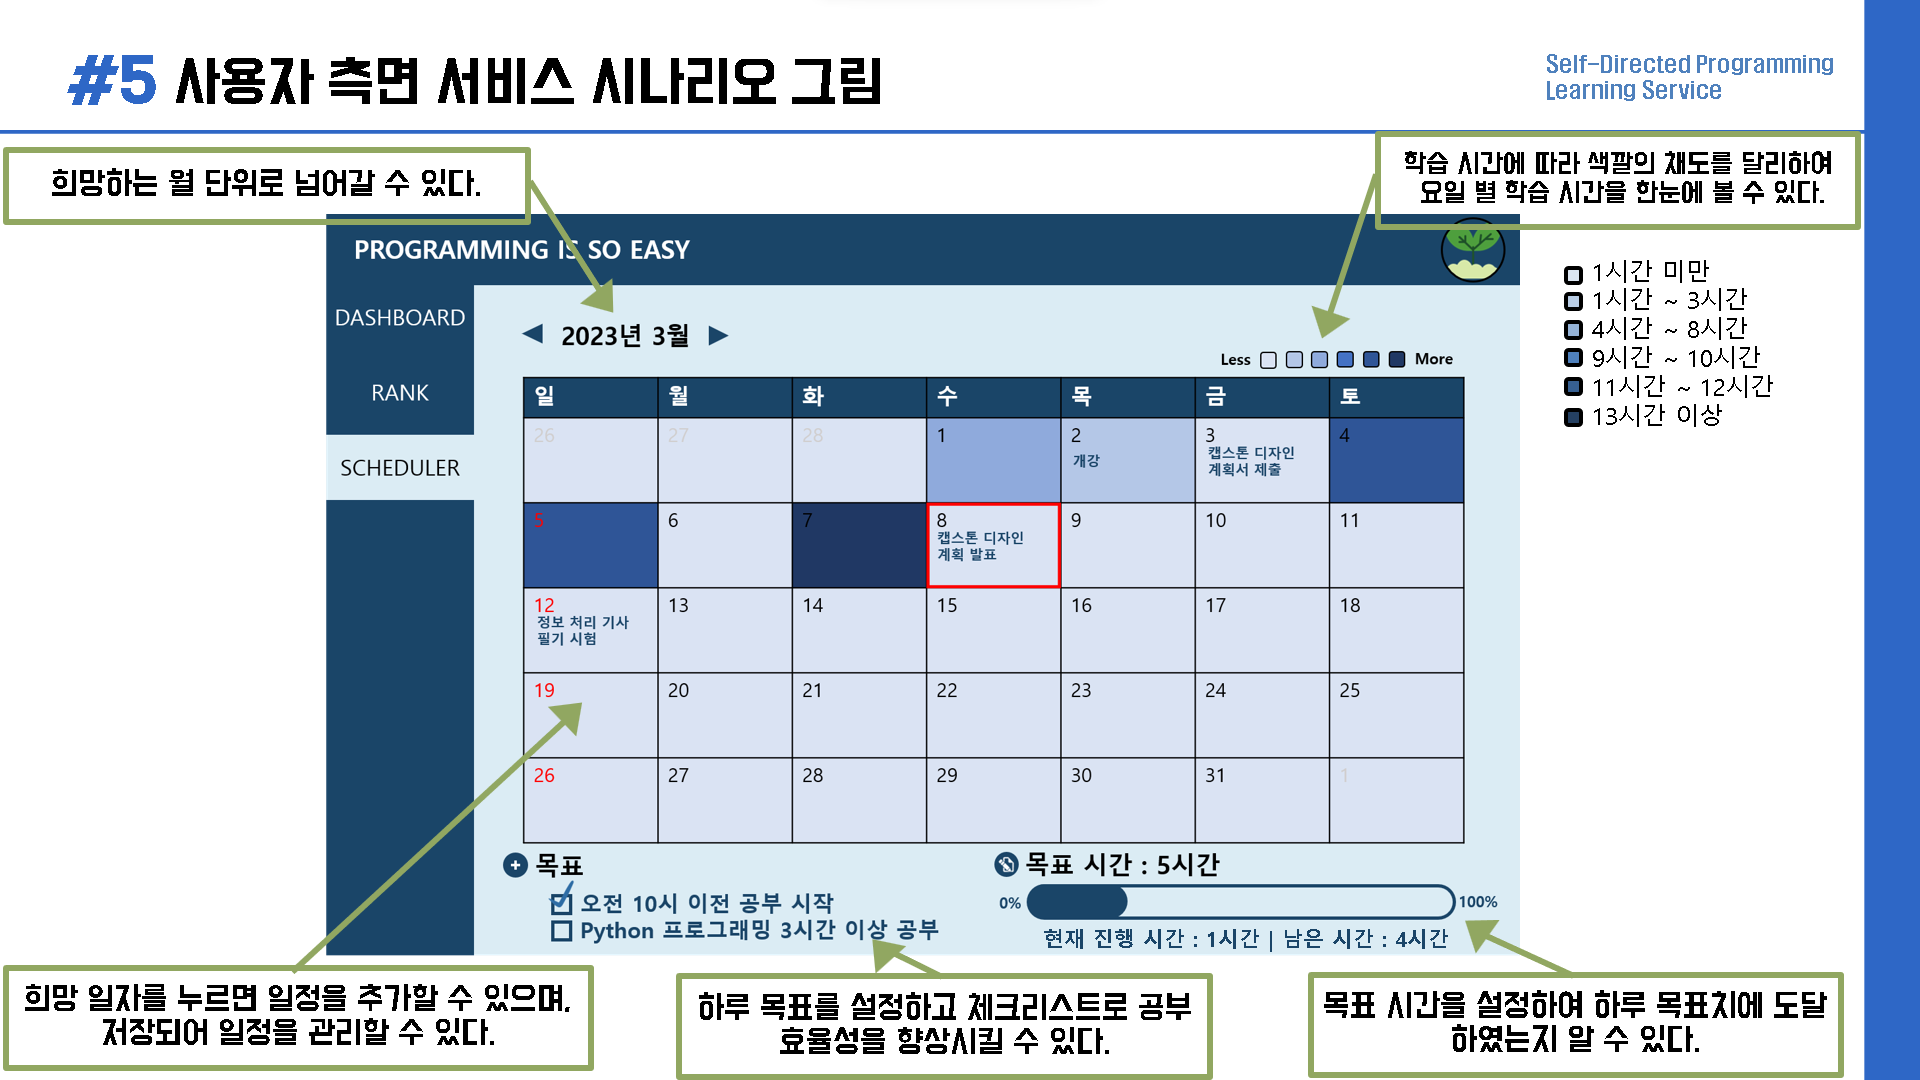 #5 사용자 측면 서비스 시나리오 그림
Self-Directed Programming
Learning Service
희망하는 월 단위로 넘어갈 수 있다.
학습 시간에 따라 색깔의 채도를 달리하여
요일 별 학습 시간을 한눈에 볼 수 있다.
PROGRAMMING IS SO EASY
DASHBOARD
RANK
SCHEDULER
2023년 3월
Less
More
1시간 미만
1시간 ~ 3시간
4시간 ~ 8시간
9시간 ~ 10시간
11시간 ~ 12시간
13시간 이상
일 월 화 수 목 금 토
26 27 28 1 2 3 4
개강
캡스톤 디자인
계획서 제출
5 6 7 8 9 10 11
캡스톤 디자인
계획 발표
12 13 14 15 16 17 18
정보 처리 기사
필기 시험
19 20 21 22 23 24 25
26 27 28 29 30 31 1
목표
오전 10시 이전 공부 시작
Python 프로그래밍 3시간 이상 공부
목표 시간 : 5시간
0%
100%
현재 진행 시간 : 1시간 | 남은 시간 : 4시간
희망 일자를 누르면 일정을 추가할 수 있으며,
저장되어 일정을 관리할 수 있다.
하루 목표를 설정하고 체크리스트로 공부
효율성을 향상시킬 수 있다.
목표 시간을 설정하여 하루 목표치에 도달
하였는지 알 수 있다.